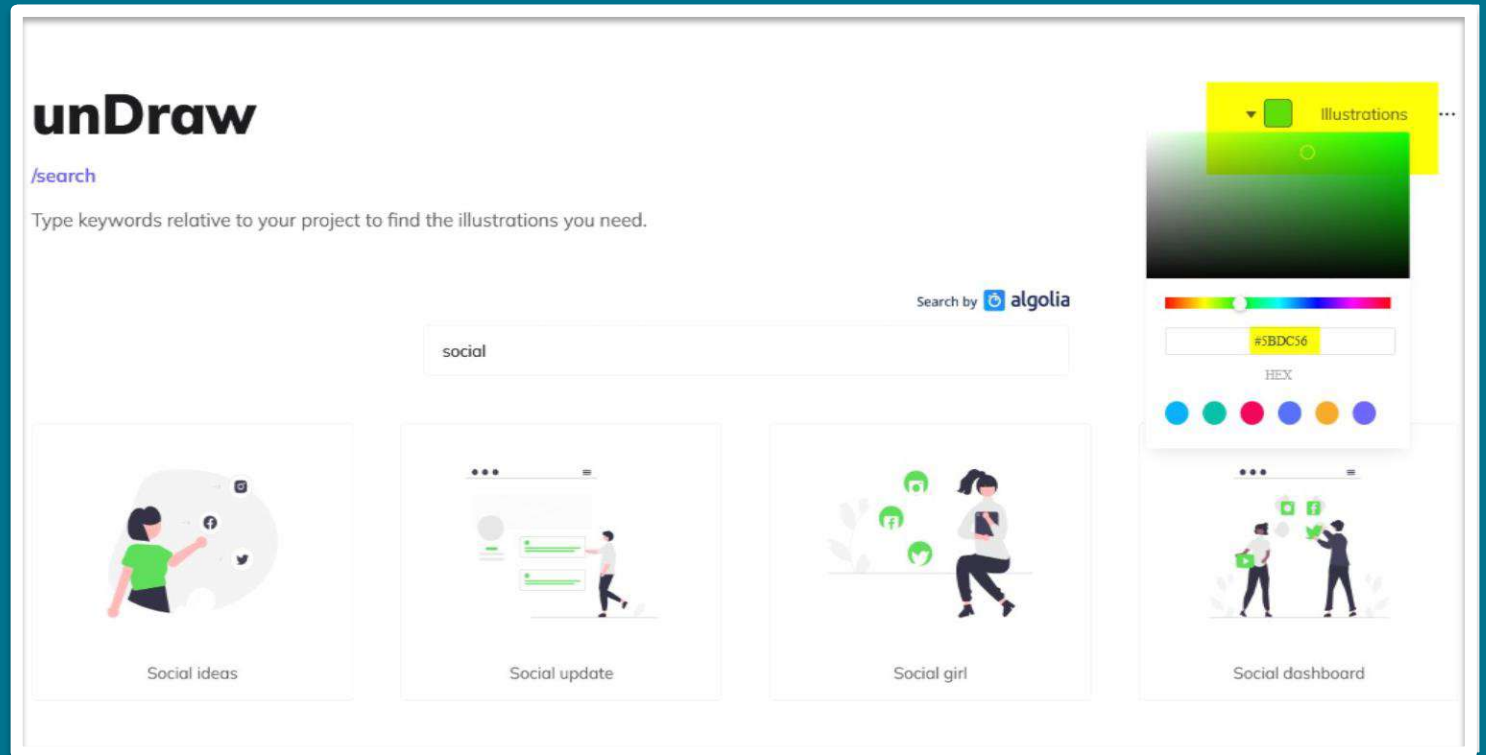 unDraw
Illustrations ...
/search
Type keywords relative to your project to find the illustrations you need.
Search by algolia
social
#5BDC56
HEX
Social ideas
Social update
Social girl
Social dashboard